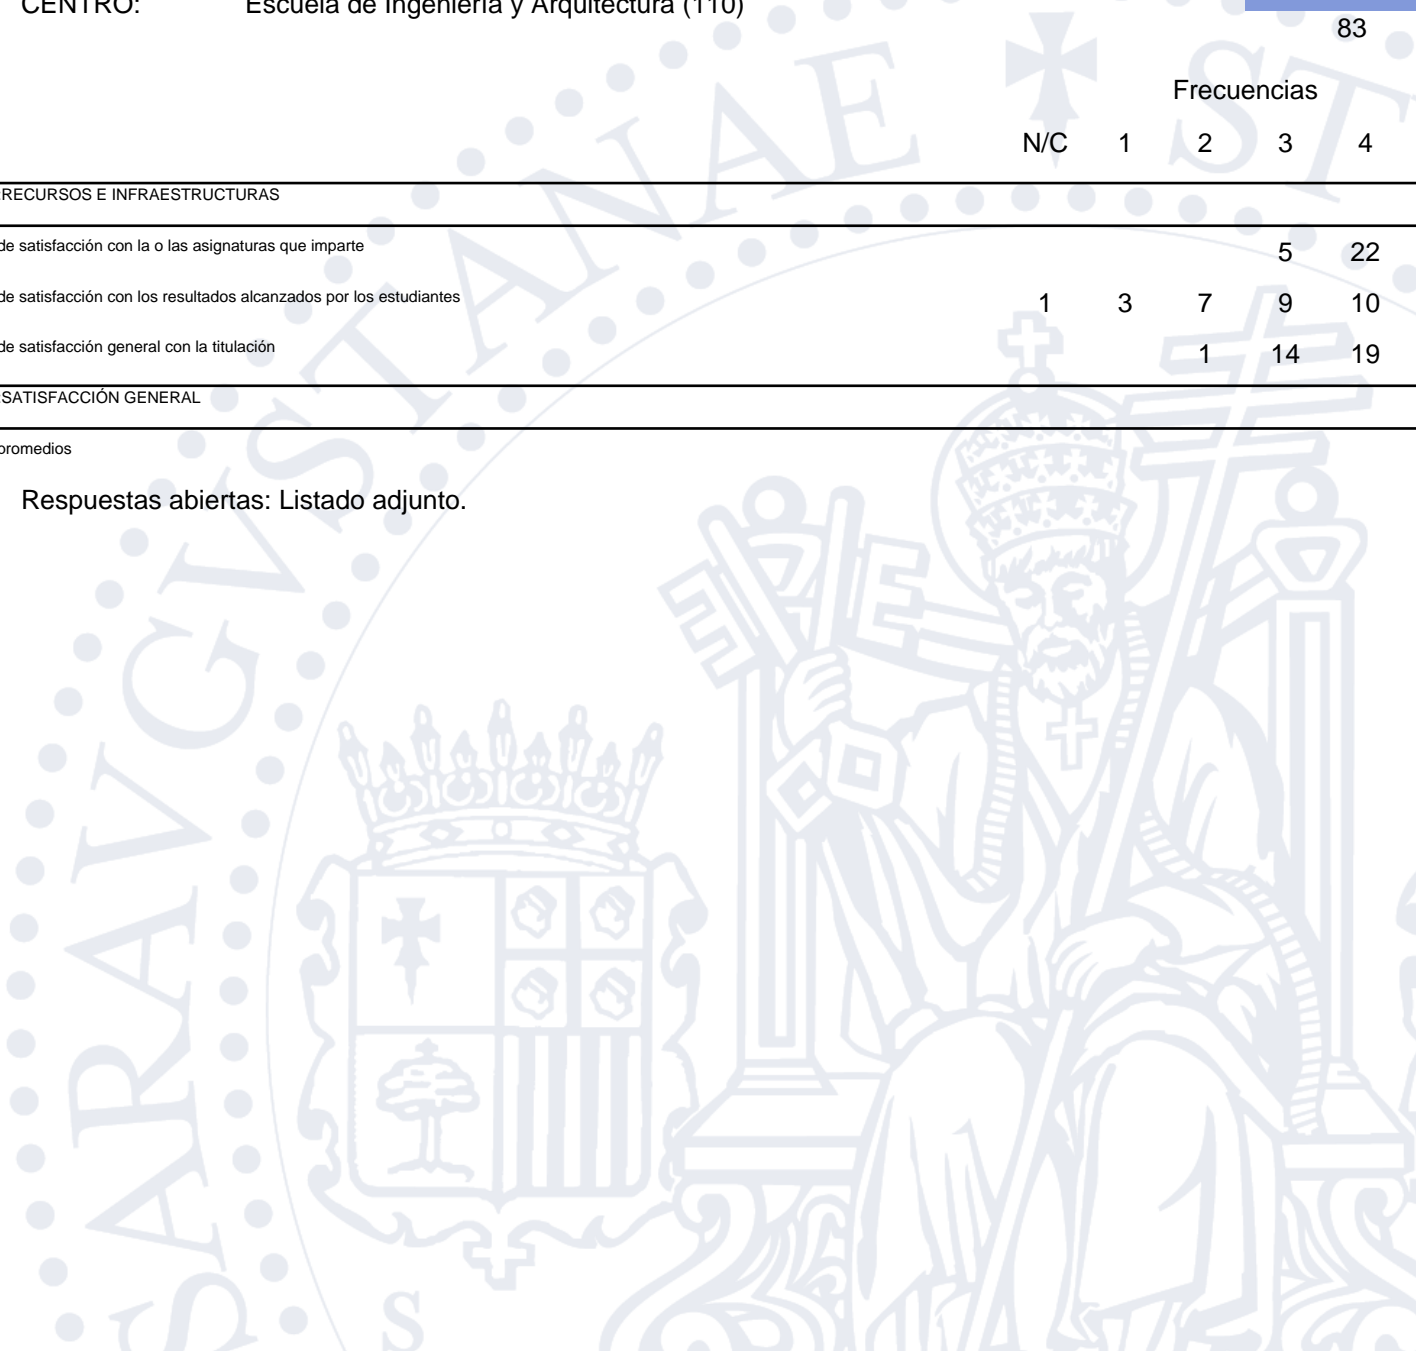 CENTRO: Escuela de Ingeniería y Arquitectura (110)
83
Frecuencias
N/C 1 2 3 4
RECURSOS E INFRAESTRUCTURAS
de satisfacción con la o las asignaturas que imparte 5 22
de satisfacción con los resultados alcanzados por los estudiantes 1 3 7 9 10
de satisfacción general con la titulación 1 14 19
SATISFACCIÓN GENERAL
promedios
Respuestas abiertas: Listado adjunto.
SARAVGVSTANAE ST
S